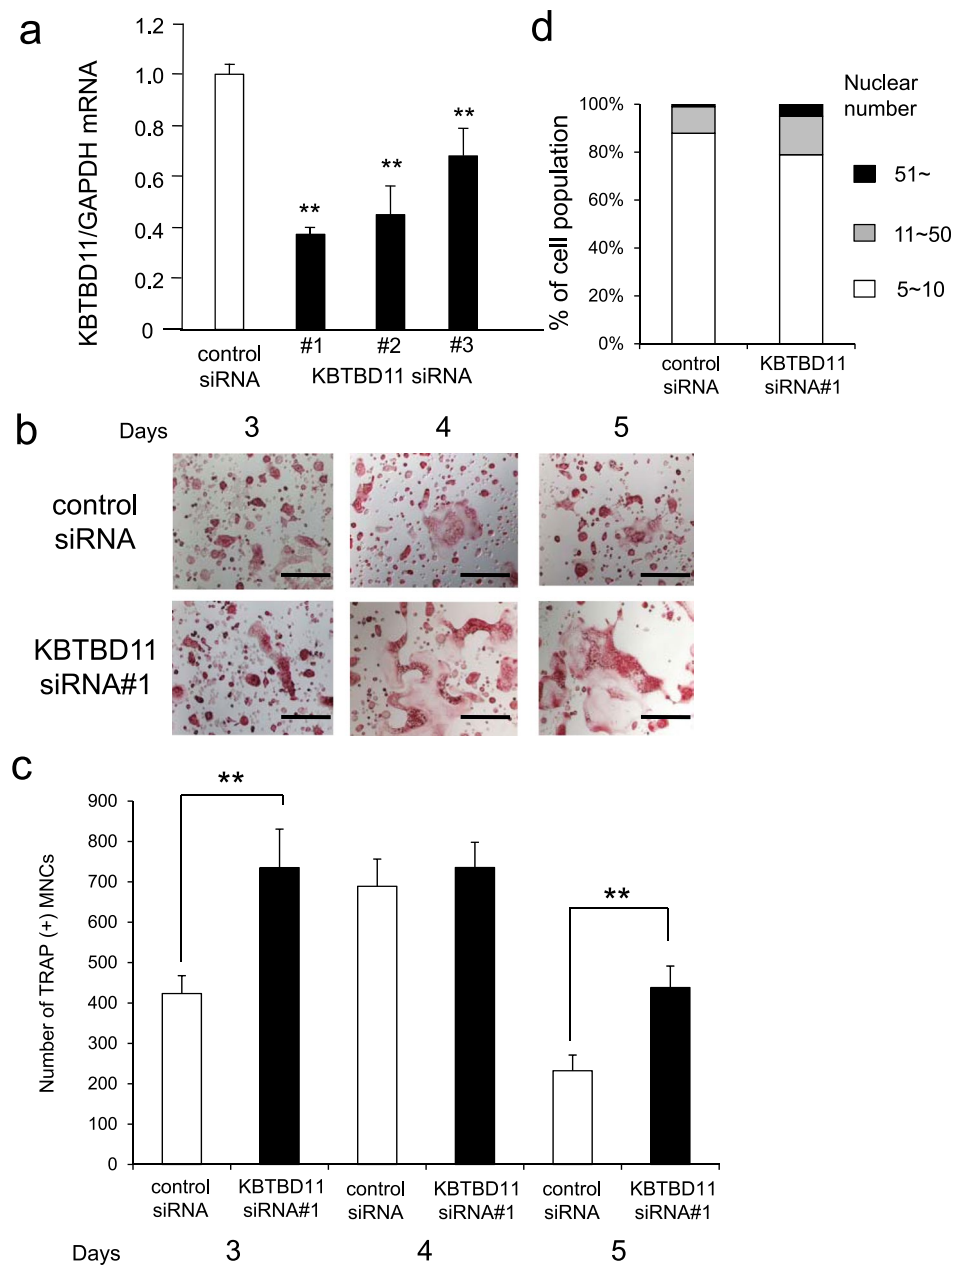 a
KBTBD11/GAPDH mRNA
1.2
1.0
0.8
0.6
0.4
0.2
0
**
**
**
control
siRNA
#1
#2
#3
KBTBD11 siRNA
d
% of cell population
100%
80%
60%
40%
20%
0%
control
siRNA
KBTBD11
siRNA#1
Nuclear
number
51~
11~50
5~10
b
Days 3 4 5
control
siRNA
KBTBD11
siRNA#1
c
Number of TRAP (+) MNCs
900
800
700
600
500
400
300
200
100
0
**
**
control
siRNA
KBTBD11
siRNA#1
control
siRNA
KBTBD11
siRNA#1
control
siRNA
KBTBD11
siRNA#1
Days 3 4 5